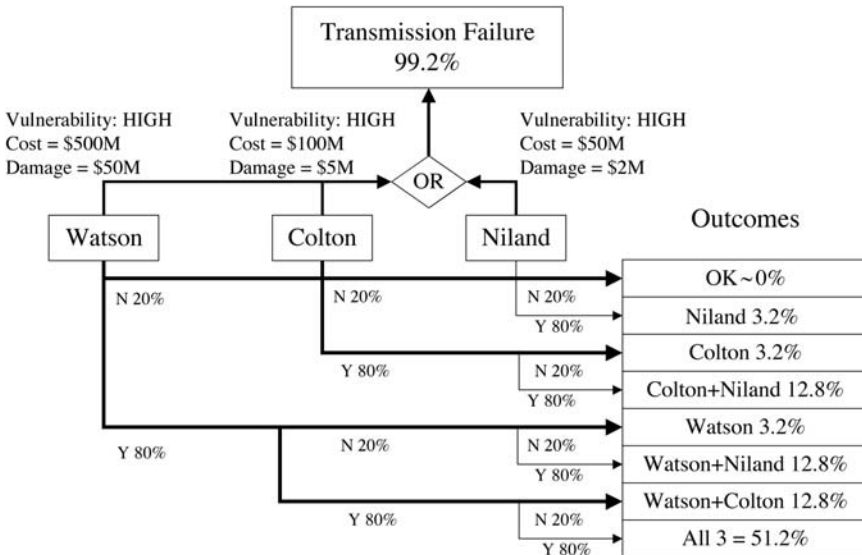 Transmission Failure
99.2%
Vulnerability: HIGH
Cost = $500M
Damage = $50M
Vulnerability: HIGH
Cost = $100M
Damage = $5M
Vulnerability: HIGH
Cost = $50M
Damage = $2M
OR
Watson
Colton
Niland
Outcomes
N 20%
N 20%
N 20%
OK~0%
Y 80%
Niland 3.2%
Y 80%
N 20%
Colton 3.2%
Y 80%
Colton+Niland 12.8%
Y 80%
N 20%
N 20%
Watson 3.2%
Y 80%
Watson+Niland 12.8%
Y 80%
N 20%
Watson+Colton 12.8%
Y 80%
All 3 = 51.2%